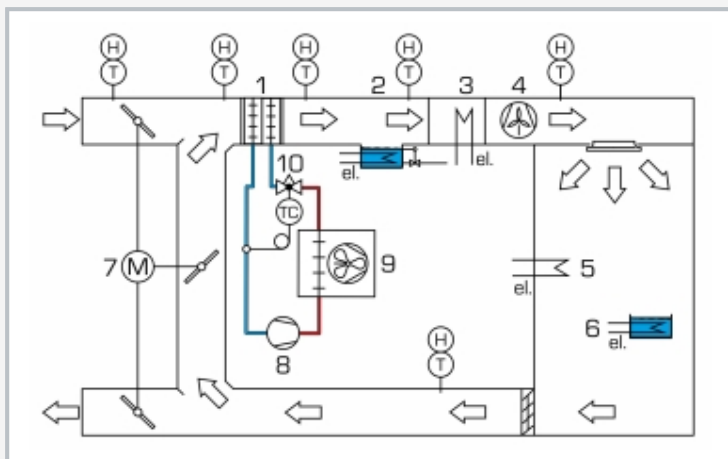 H H H H H
T T T T T
1 2 3 4
10
el. el.
TC
7 M 9 5
el.
6
el.
8
H
T